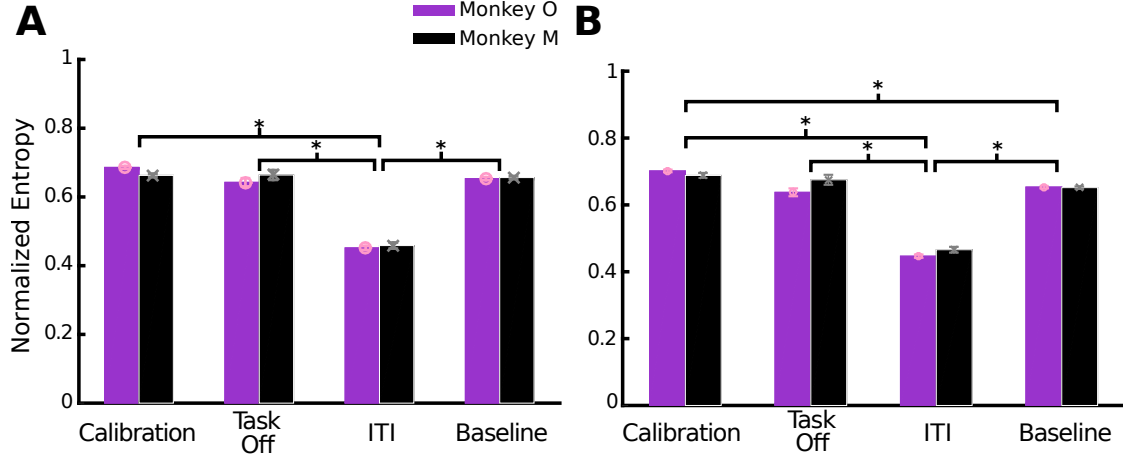 A
Monkey O
Monkey M
B
Normalized Entropy
1
0.8
0.6
0.4
0.2
0
*
*
*
Calibration
Task
Off
ITI
Baseline
1
0.8
0.6
0.4
0.2
0
*
*
*
*
Calibration
Task
Off
ITI
Baseline